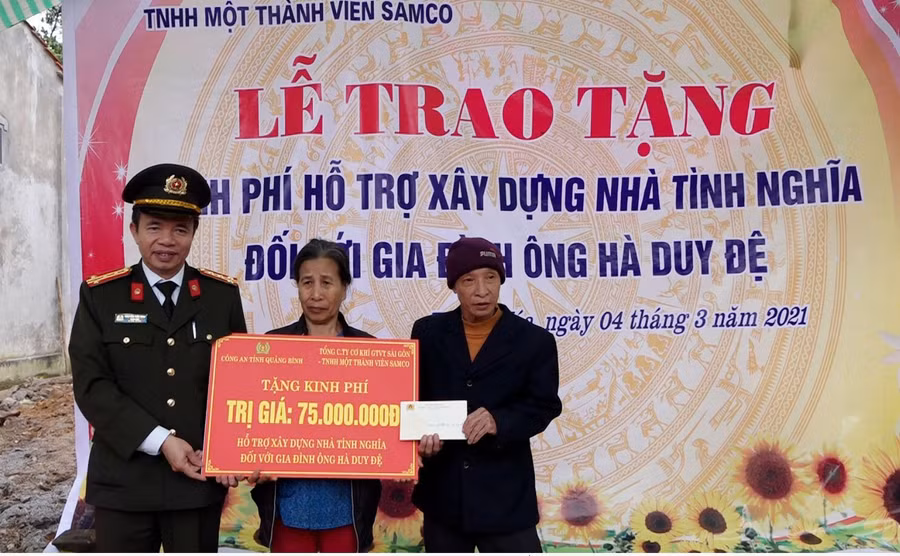 TNHH MỘT THÀNH VIÊN SAMCO
LỄ TRAO TẶNG
PHÍ HỖ TRỢ XÂY DỰNG NHÀ TÌNH NGHĨA
ĐỐI VỚI GIA ĐÌNH ÔNG HÀ DUY ĐỆ
ngày 04 tháng 3 năm 2021
CÔNG AN TỈNH QUẢNG BÌNH
TỔNG C.TY CƠ KHÍ GTVT SÀI GÒN
- TNHH MỘT THÀNH VIÊN SAMCO
TẶNG KINH PHÍ
TRỊ GIÁ: 75.000.000Đ
HỖ TRỢ XÂY DỰNG NHÀ TÌNH NGHĨA
ĐỐI VỚI GIA ĐÌNH ÔNG HÀ DUY ĐỆ